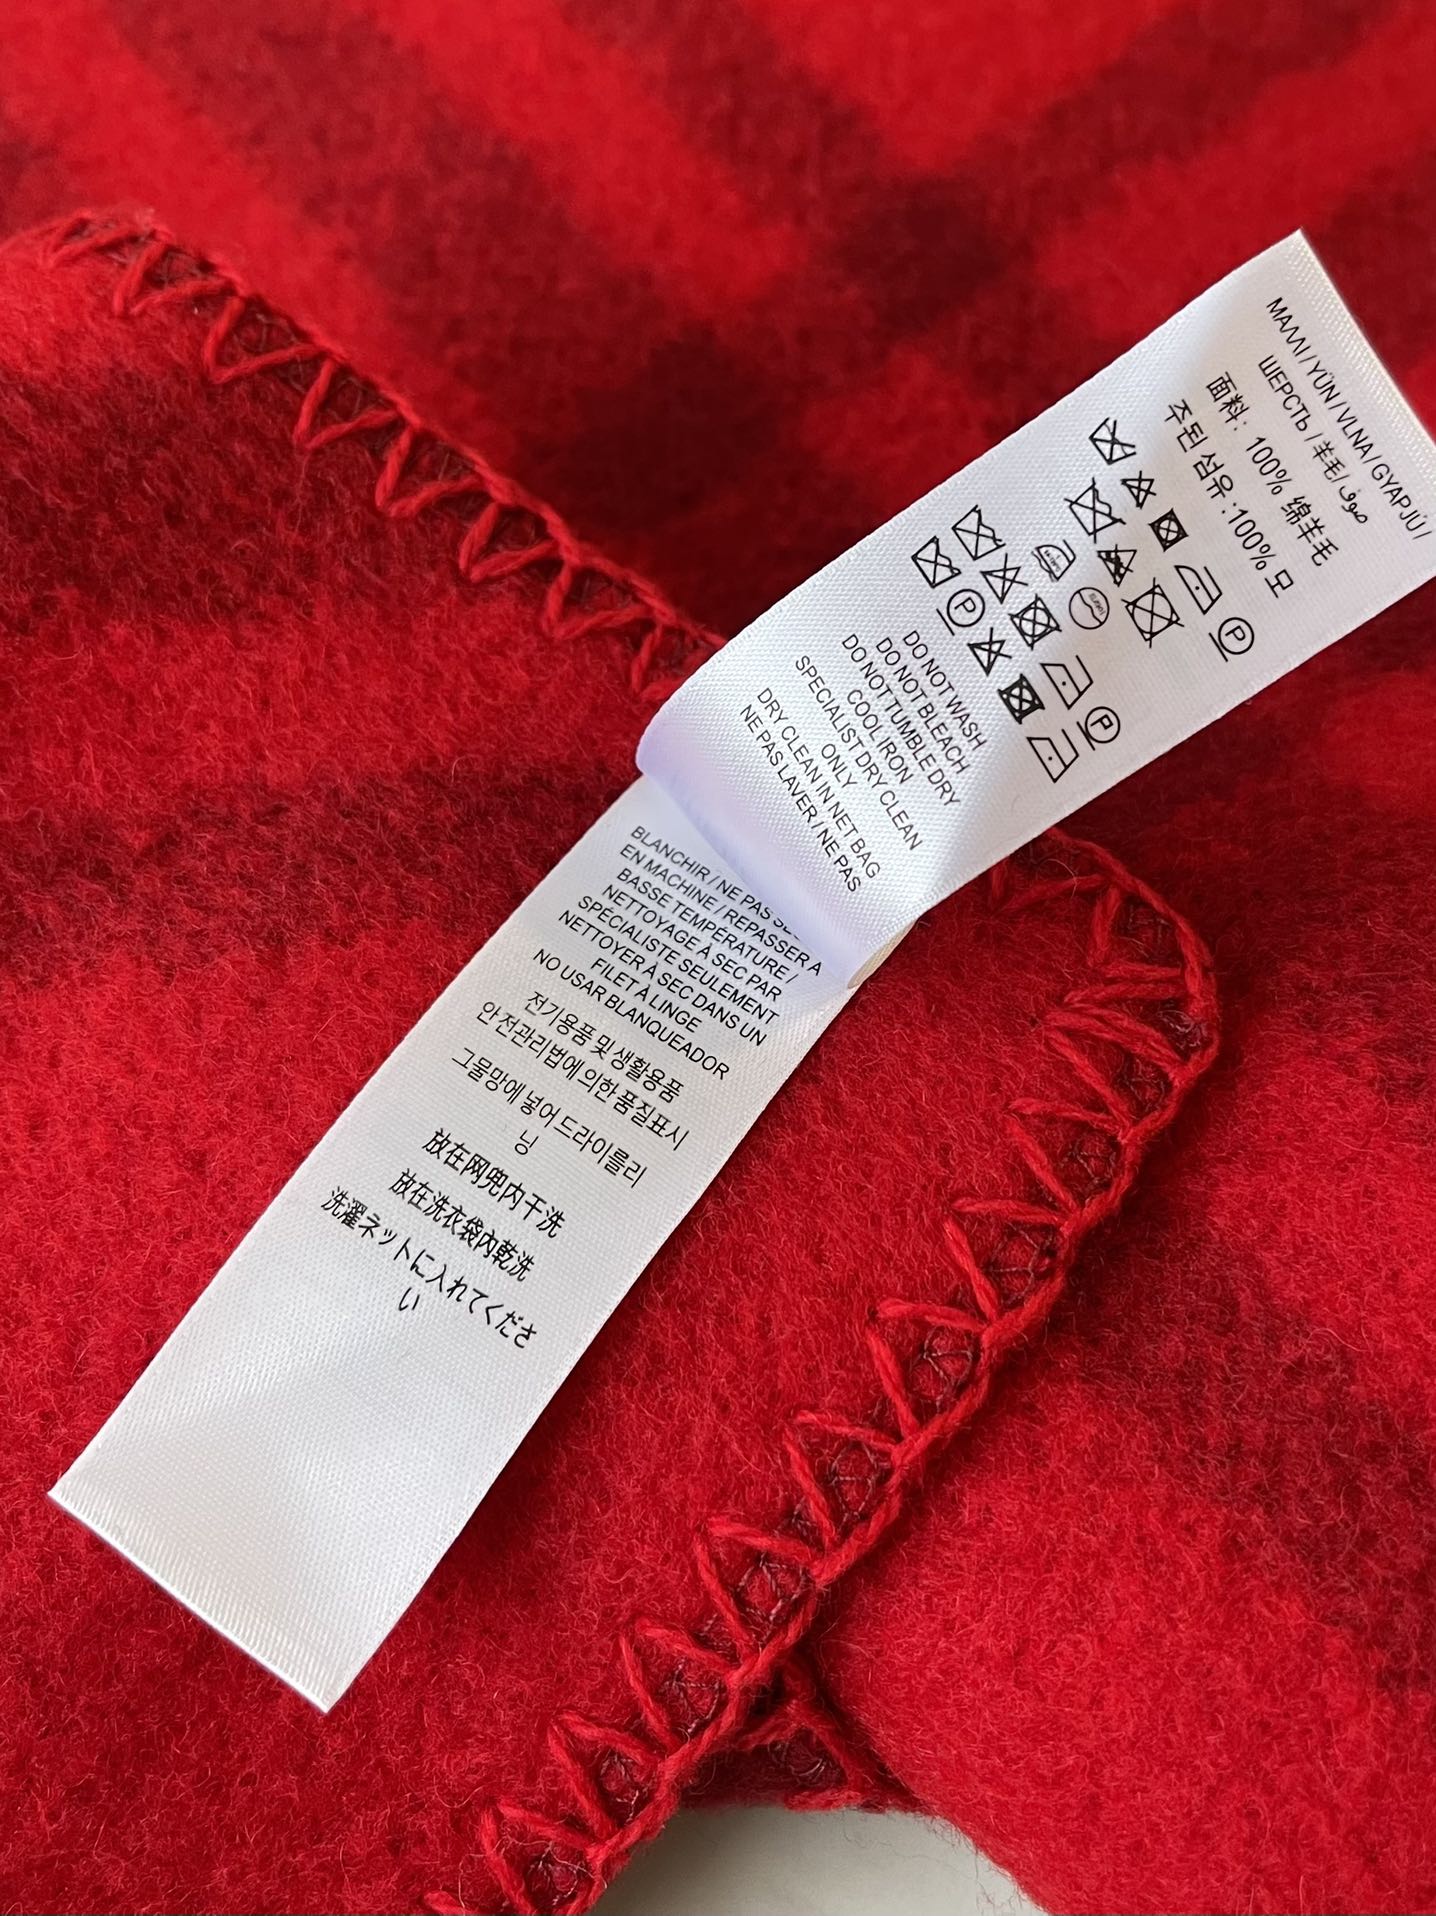 ΜΑΛΛΙ / YÜN / VLNA / GYAPJÚ /
ШЕРСТЬ / 羊毛 / صوف
面料: 100% 绵羊毛
주된 섬유 :100% 모
P
P
P
DO NOT WASH
DO NOT BLEACH
DO NOT TUMBLE DRY
COOL IRON
SPECIALIST DRY CLEAN
ONLY
DRY CLEAN IN NET BAG
NE PAS LAVER / NE PAS
BLANCHIR / NE PAS
EN MACHINE / REPASSER A
BASSE TEMPÉRATURE /
NETTOYAGE À SEC PAR
SPÉCIALISTE SEULEMENT
NETTOYER À SEC DANS UN
FILET À LINGE
NO USAR BLANQUEADOR
전기용품 및 생활용품
안전관리법에 의한 품질표시
그물망에 넣어 드라이클리
닝
放在网兜内干洗
放在洗衣袋內乾洗
洗濯ネットに入れてくださ
い